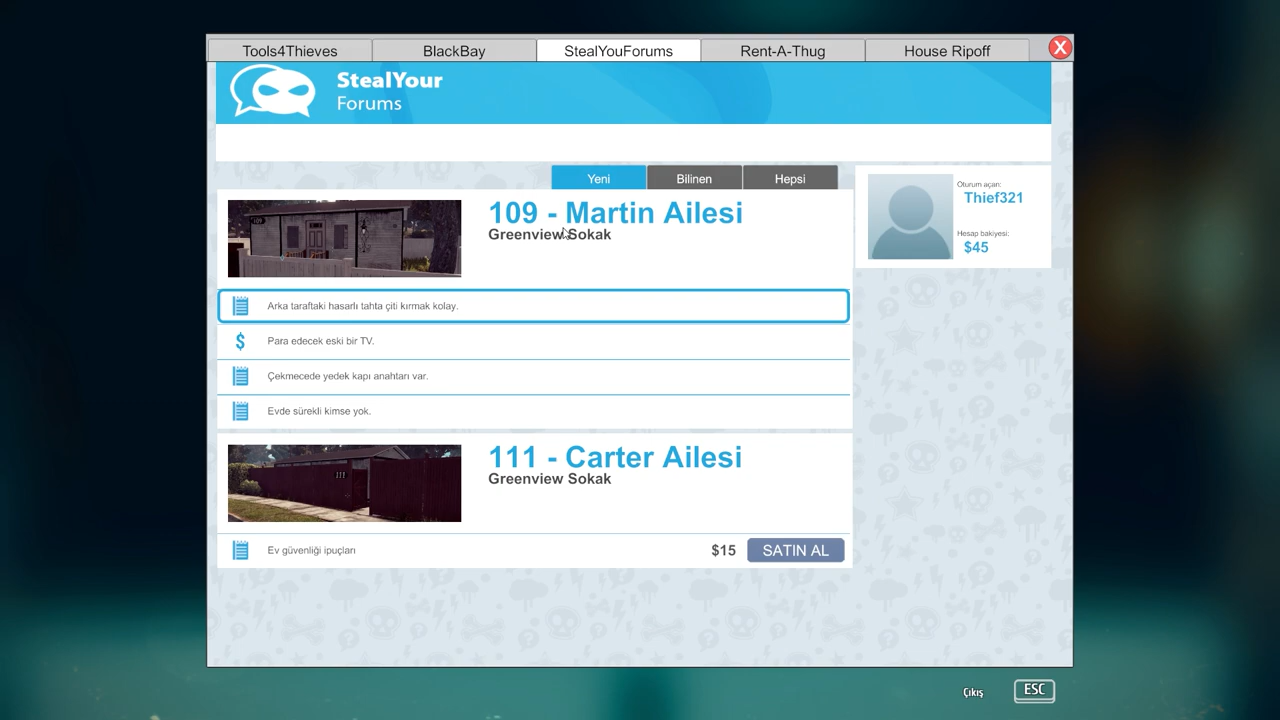 Tools4Thieves
BlackBay
StealYouForums
Rent-A-Thug
House Ripoff
X
StealYour
Forums
Yeni
Bilinen
Hepsi
109 - Martin Ailesi
Greenview Sokak
Oturum açan:
Thief321
Hesap bakiyesi:
$45
109
Arka taraftaki hasarlı tahta çiti kırmak kolay.
$
Para edecek eski bir TV.
Çekmecede yedek kapı anahtarı var.
Evde sürekli kimse yok.
111 - Carter Ailesi
Greenview Sokak
111
Ev güvenliği ipuçları
$15
SATIN AL
Çıkış
ESC